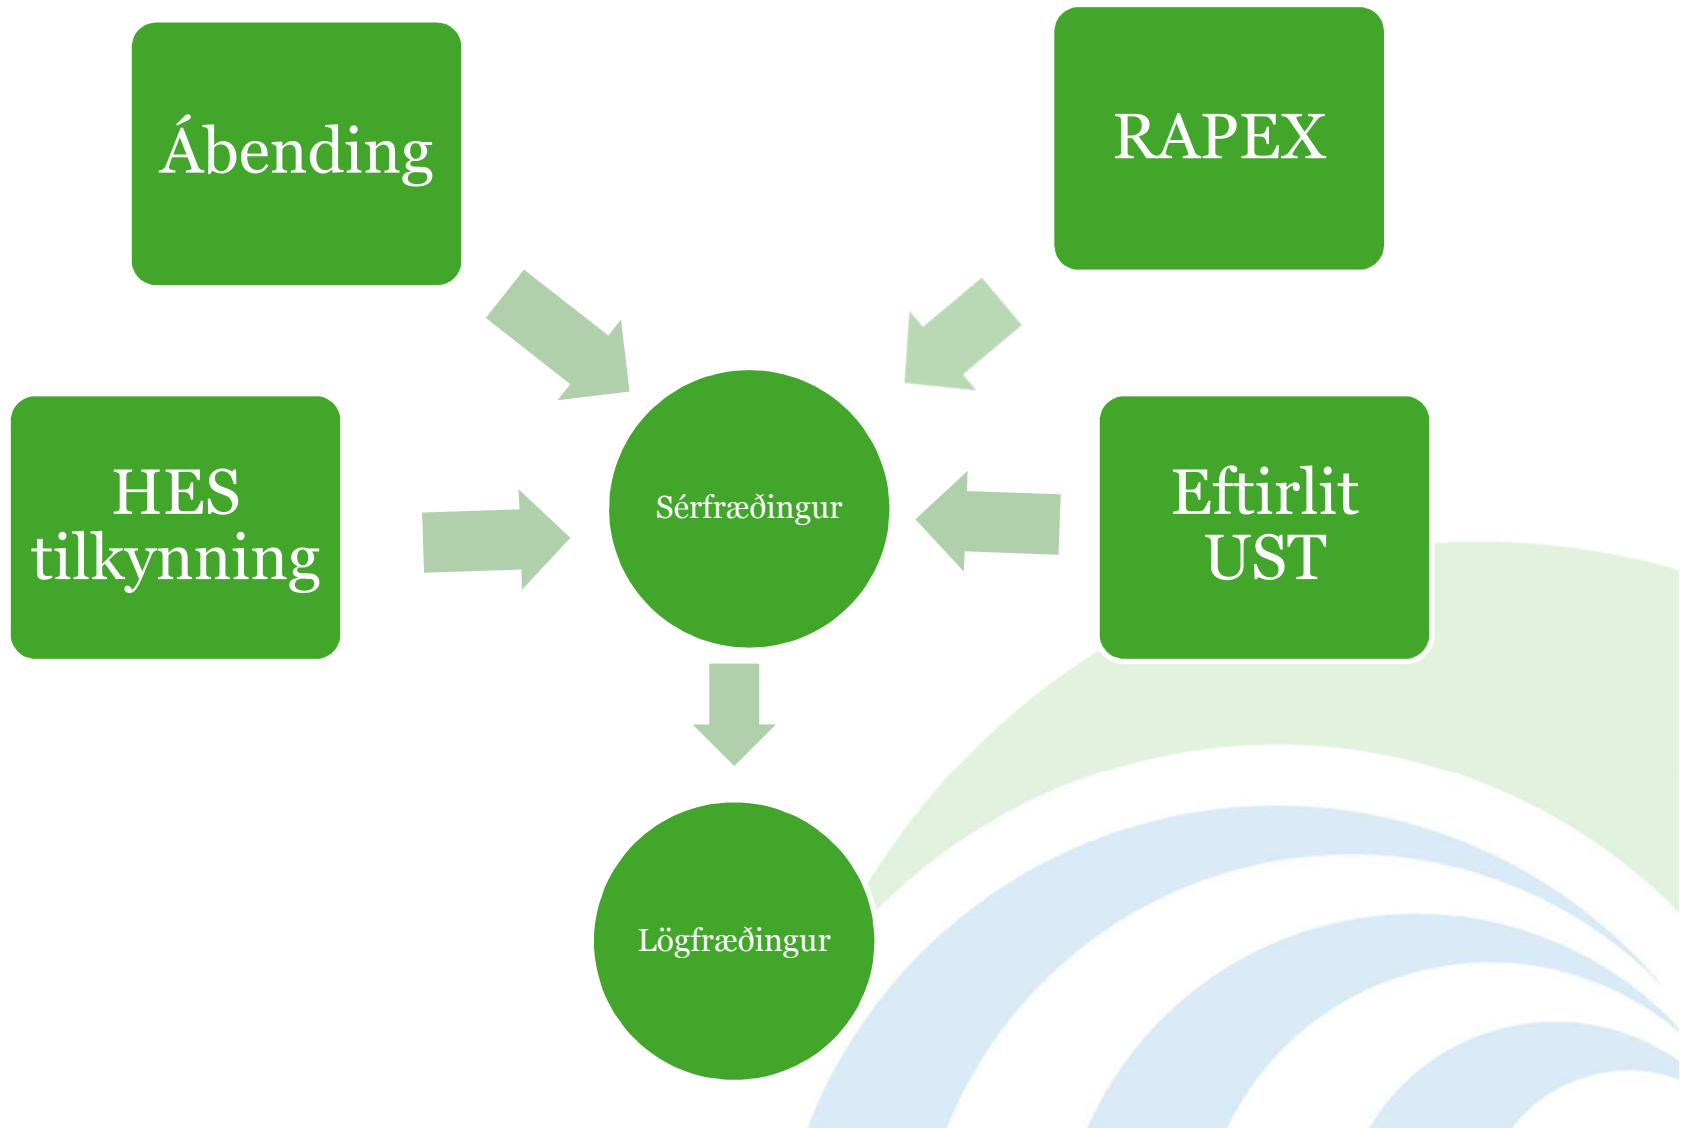 Ábending
RAPEX
HES
tilkynning
Sérfræðingur
Eftirlit
UST
Lögfræðingur